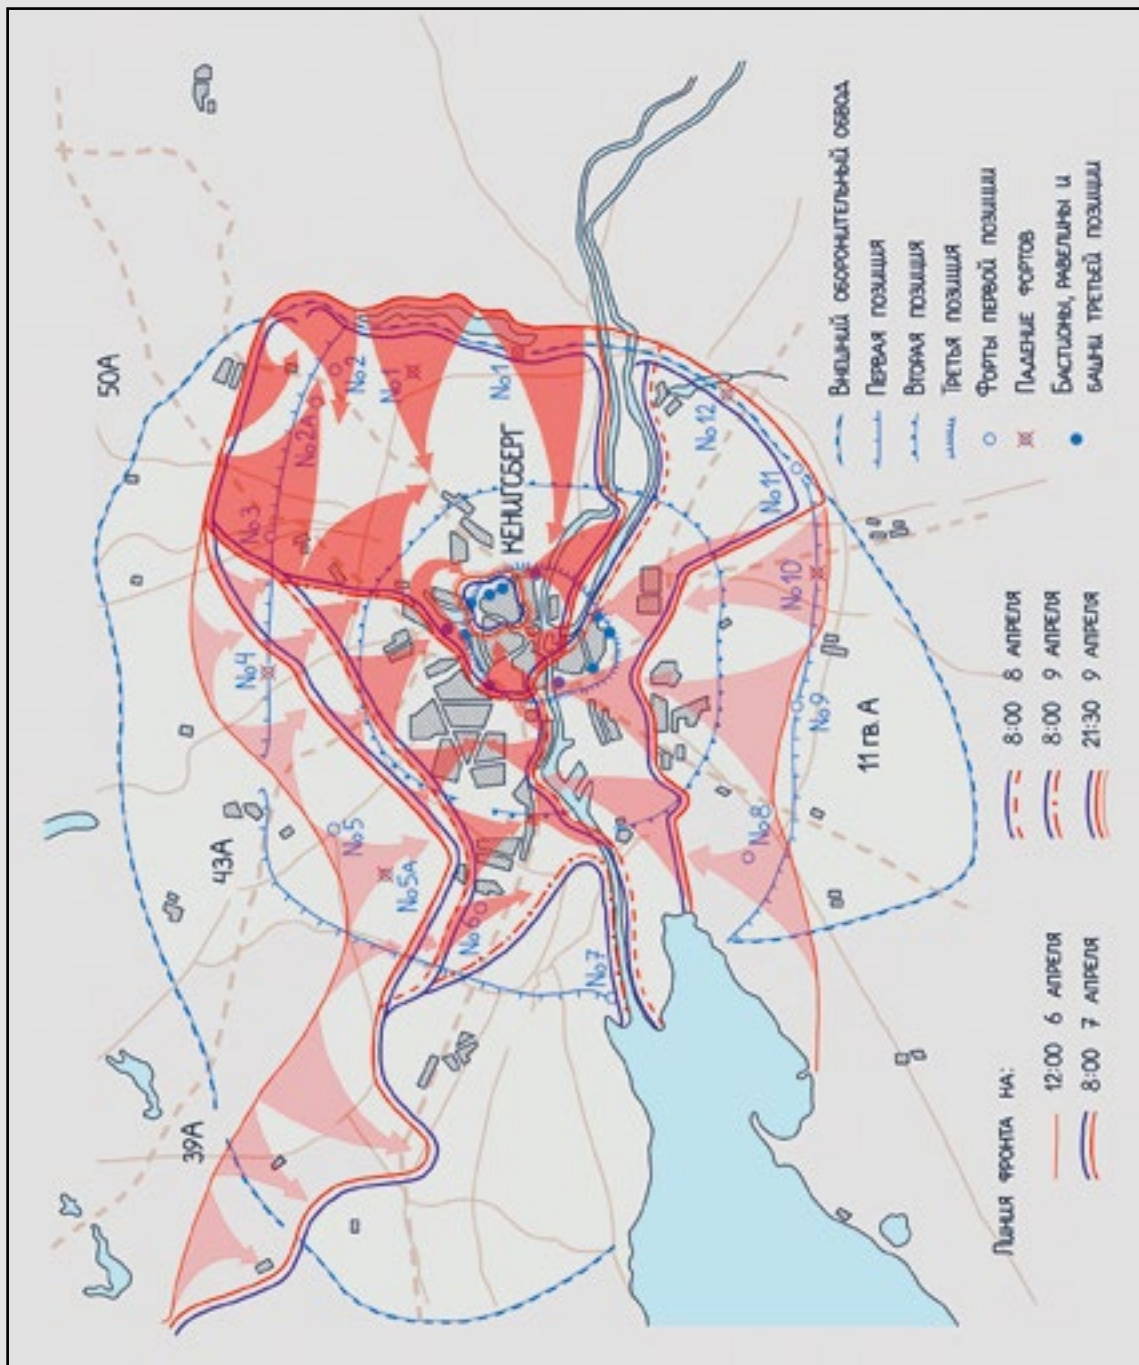 39А
43А
50А
№4
№3
№2А
№2
№1
№1
№5
№5А
№6
№7
КЕНИГСБЕРГ
№12
№11
№10
№9
№8
11 гв. А
Линия фронта на:
12:00 6 апреля
8:00 7 апреля
8:00 8 апреля
8:00 9 апреля
21:30 9 апреля
Внешний оборонительный обвод
Первая позиция
Вторая позиция
Третья позиция
Форты первой позиции
Падение фортов
Бастионы, равелины и
башни третьей позиции